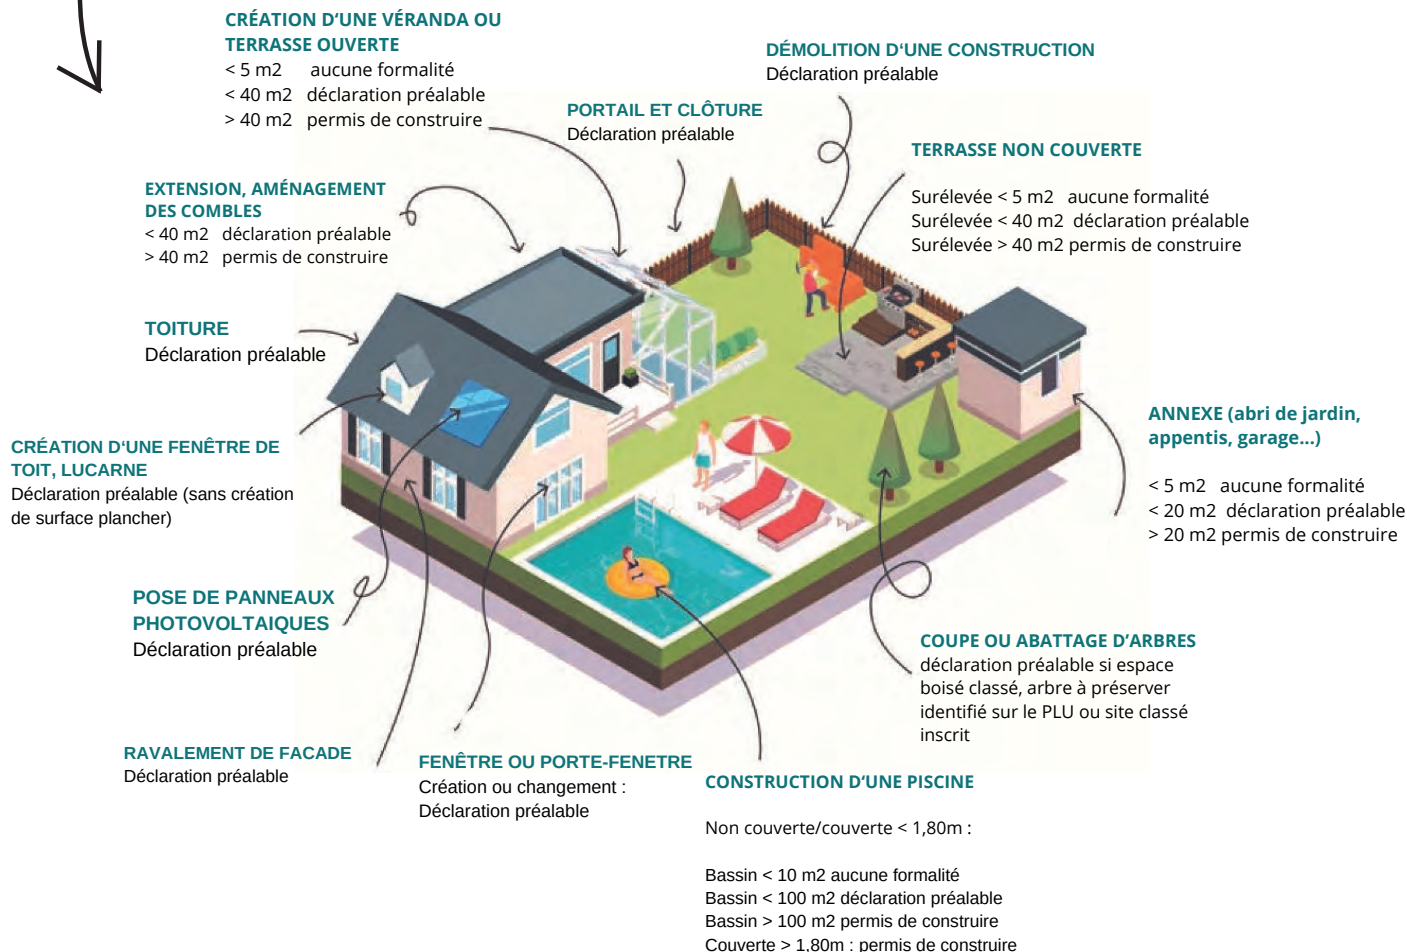 CRÉATION D'UNE VÉRANDA OU
TERRASSE OUVERTE
< 5 m2 aucune formalité
< 40 m2 déclaration préalable
> 40 m2 permis de construire
DÉMOLITION D'UNE CONSTRUCTION
Déclaration préalable
PORTAIL ET CLÔTURE
Déclaration préalable
TERRASSE NON COUVERTE
Surélevée < 5 m2 aucune formalité
Surélevée < 40 m2 déclaration préalable
Surélevée > 40 m2 permis de construire
EXTENSION, AMÉNAGEMENT
DES COMBLES
< 40 m2 déclaration préalable
> 40 m2 permis de construire
TOITURE
Déclaration préalable
ANNEXE (abri de jardin,
appentis, garage...)
< 5 m2 aucune formalité
< 20 m2 déclaration préalable
> 20 m2 permis de construire
CRÉATION D'UNE FENÊTRE DE
TOIT, LUCARNE
Déclaration préalable (sans création
de surface plancher)
POSE DE PANNEAUX
PHOTOVOLTAIQUES
Déclaration préalable
COUPE OU ABATTAGE D'ARBRES
déclaration préalable si espace
boisé classé, arbre à préserver
identifié sur le PLU ou site classé
inscrit
RAVALEMENT DE FACADE
Déclaration préalable
FENÊTRE OU PORTE-FENETRE
Création ou changement :
Déclaration préalable
CONSTRUCTION D'UNE PISCINE
Non couverte/couverte < 1,80m :
Bassin < 10 m2 aucune formalité
Bassin < 100 m2 déclaration préalable
Bassin > 100 m2 permis de construire
Couverte > 1,80m : permis de construire